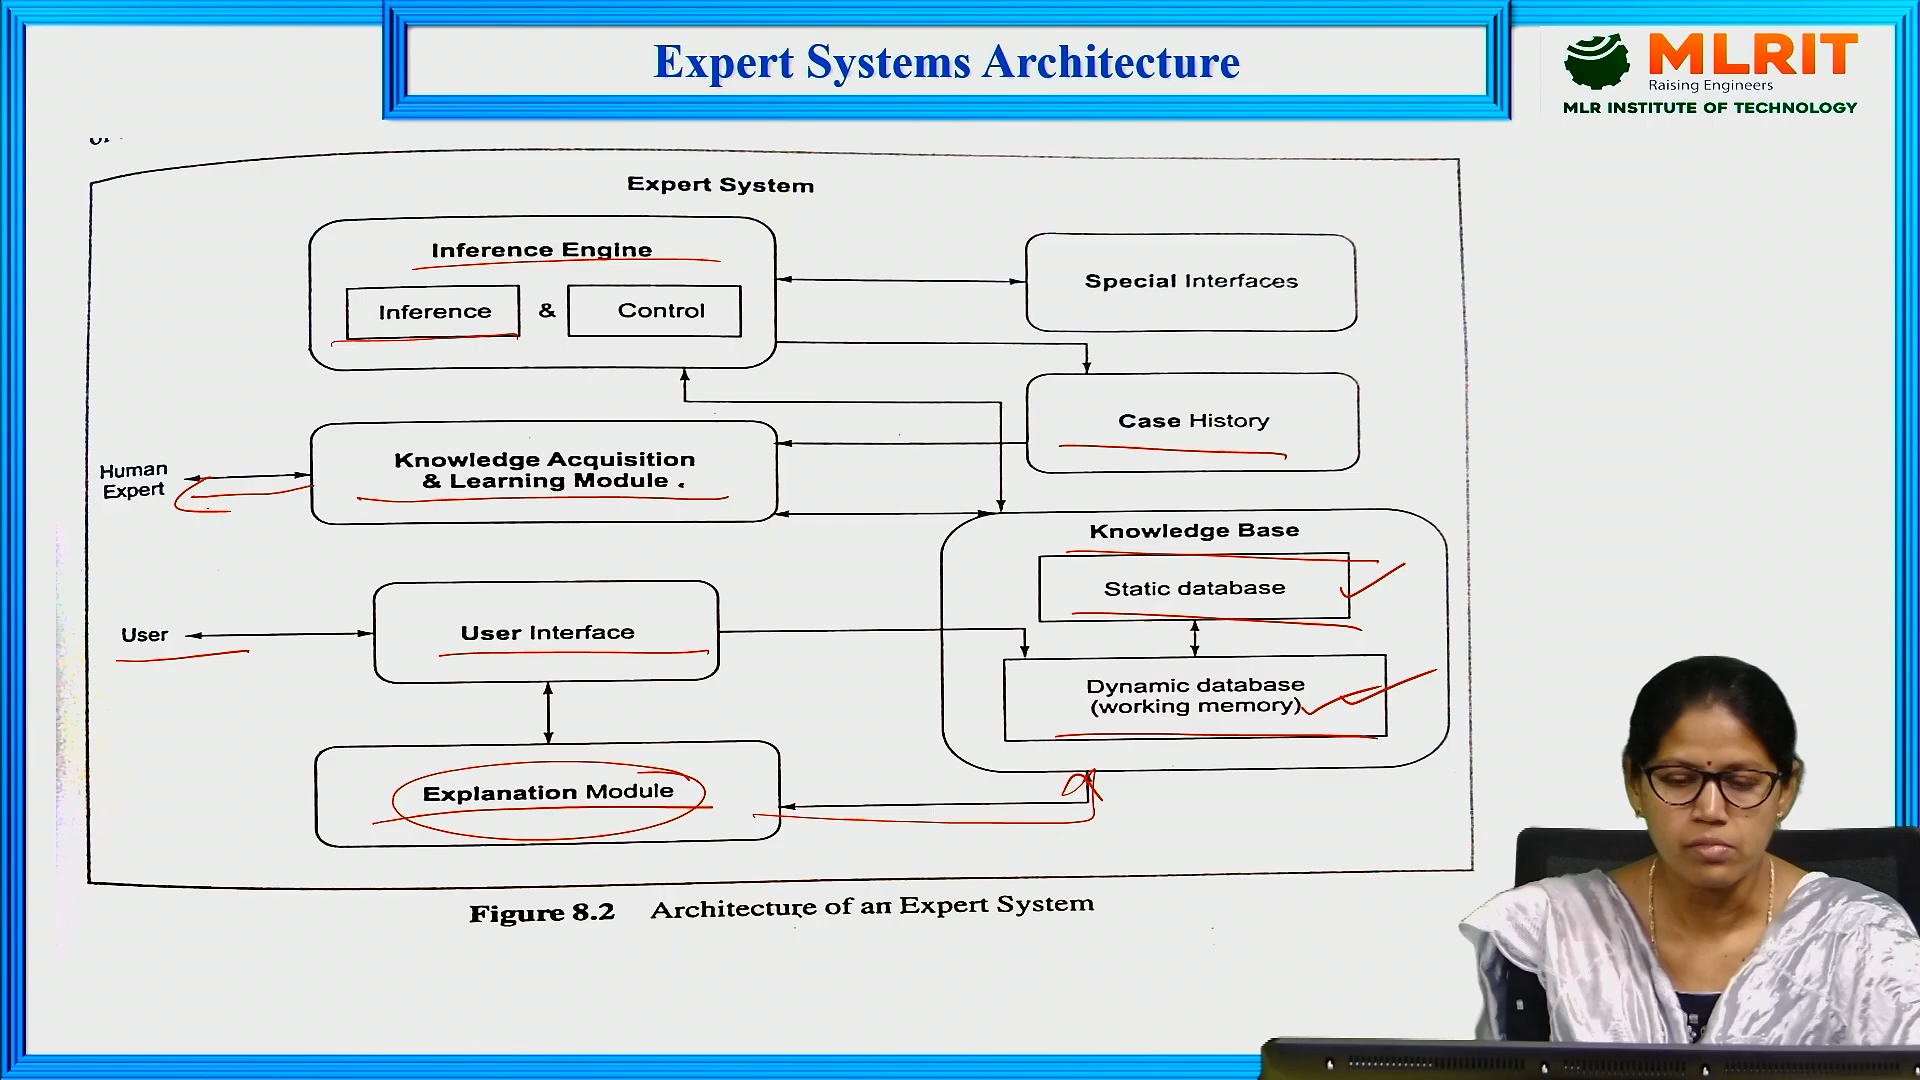 Expert Systems Architecture
MLRIT
Raising Engineers
MLR INSTITUTE OF TECHNOLOGY
Expert System
Inference Engine
Inference & Control
Special Interfaces
Case History
Human
Expert
Knowledge Acquisition
& Learning Module .
Knowledge Base
Static database
User
User Interface
Dynamic database
(working memory)
Explanation Module
Figure 8.2 Architecture of an Expert System